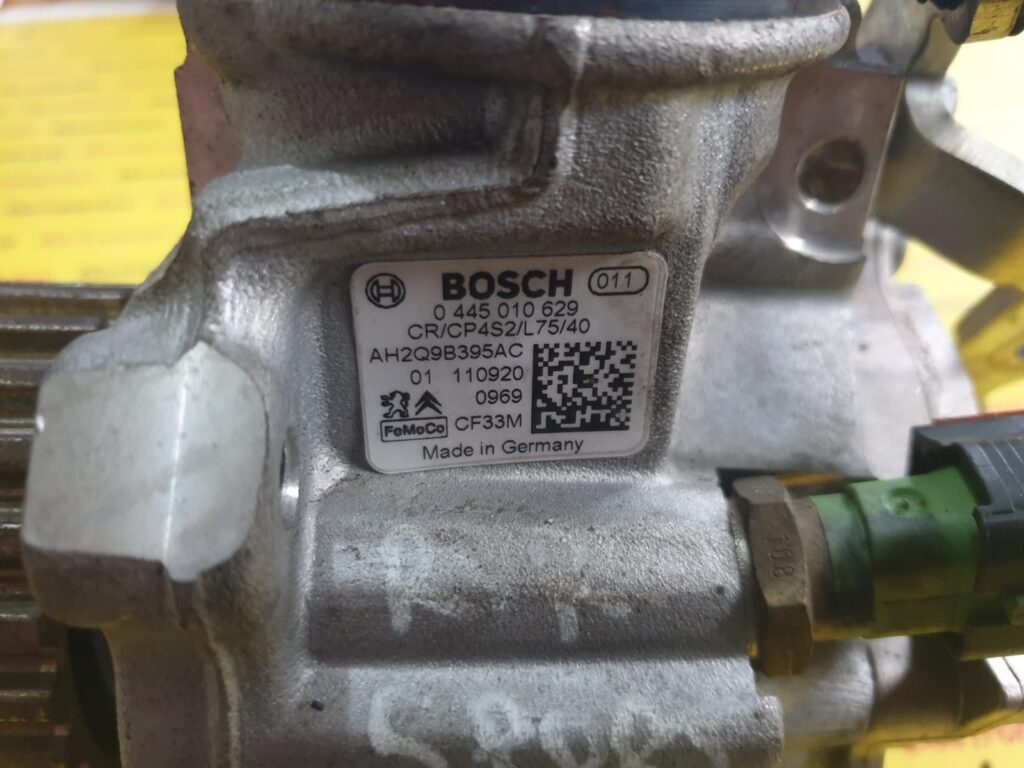 BOSCH 011
0 445 010 629
CR/CP4S2/L75/40
AH2Q9B395AC
01 110920
0969
FoMoCo CF33M
Made in Germany
108